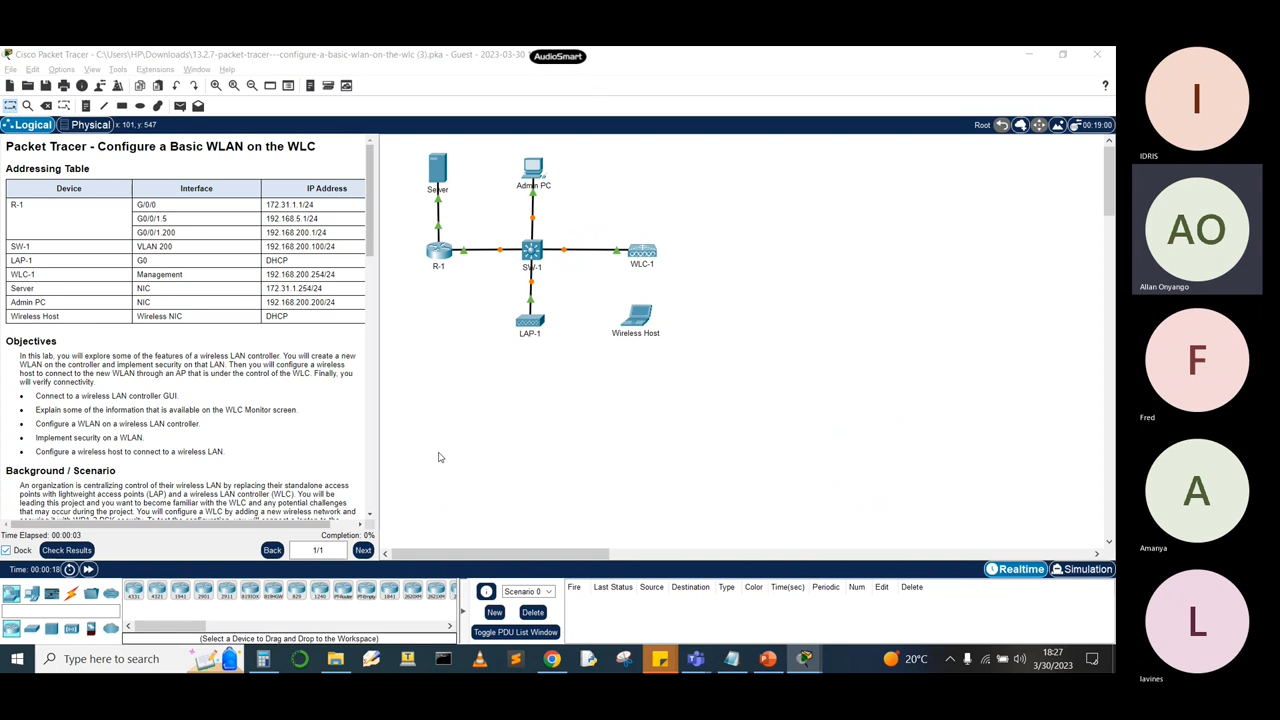 Cisco Packet Tracer - C:\Users\HP\Downloads\13.2.7-packet-tracer---configure-a-basic-wlan-on-the-wlc (3).pka - Guest - 2023-03-30
AudioSmart
File Edit Options View Tools Extensions Window Help
?
Logical Physical x: 101, y: 547 Root 00:19:00
Packet Tracer - Configure a Basic WLAN on the WLC
Addressing Table
Device Interface IP Address
R-1 G/0/0 172.31.1.1/24
G0/0/1.5 192.168.5.1/24
G0/0/1.200 192.168.200.1/24
SW-1 VLAN 200 192.168.200.100/24
LAP-1 G0 DHCP
WLC-1 Management 192.168.200.254/24
Server NIC 172.31.1.254/24
Admin PC NIC 192.168.200.200/24
Wireless Host Wireless NIC DHCP
Objectives
In this lab, you will explore some of the features of a wireless LAN controller. You will create a new
WLAN on the controller and implement security on that LAN. Then you will configure a wireless
host to connect to the new WLAN through an AP that is under the control of the WLC. Finally, you
will verify connectivity.
• Connect to a wireless LAN controller GUI.
• Explain some of the information that is available on the WLC Monitor screen.
• Configure a WLAN on a wireless LAN controller.
• Implement security on a WLAN.
• Configure a wireless host to connect to a wireless LAN.
Background / Scenario
An organization is centralizing control of their wireless LAN by replacing their standalone access
points with lightweight access points (LAP) and a wireless LAN controller (WLC). You will be
leading this project and you want to become familiar with the WLC and any potential challenges
that may occur during the project. You will configure a WLC by adding a new wireless network and
Time Elapsed: 00:00:03 Completion: 0%
Dock Check Results Back 1/1 Next
Server
Admin PC
R-1
SW-1
WLC-1
LAP-1
Wireless Host
Time: 00:00:18 Realtime Simulation
4331 4321 1941 2901 2911 819IOX 819HGW 829 1240 PT-Router PT-Empty 1841 2620XM 2621XM
(Select a Device to Drag and Drop to the Workspace)
Scenario 0
New Delete
Toggle PDU List Window
Fire Last Status Source Destination Type Color Time(sec) Periodic Num Edit Delete
Type here to search
20°C
18:27
3/30/2023
I
IDRIS
AO
Allan Onyango
F
Fred
A
Amanya
L
lavines